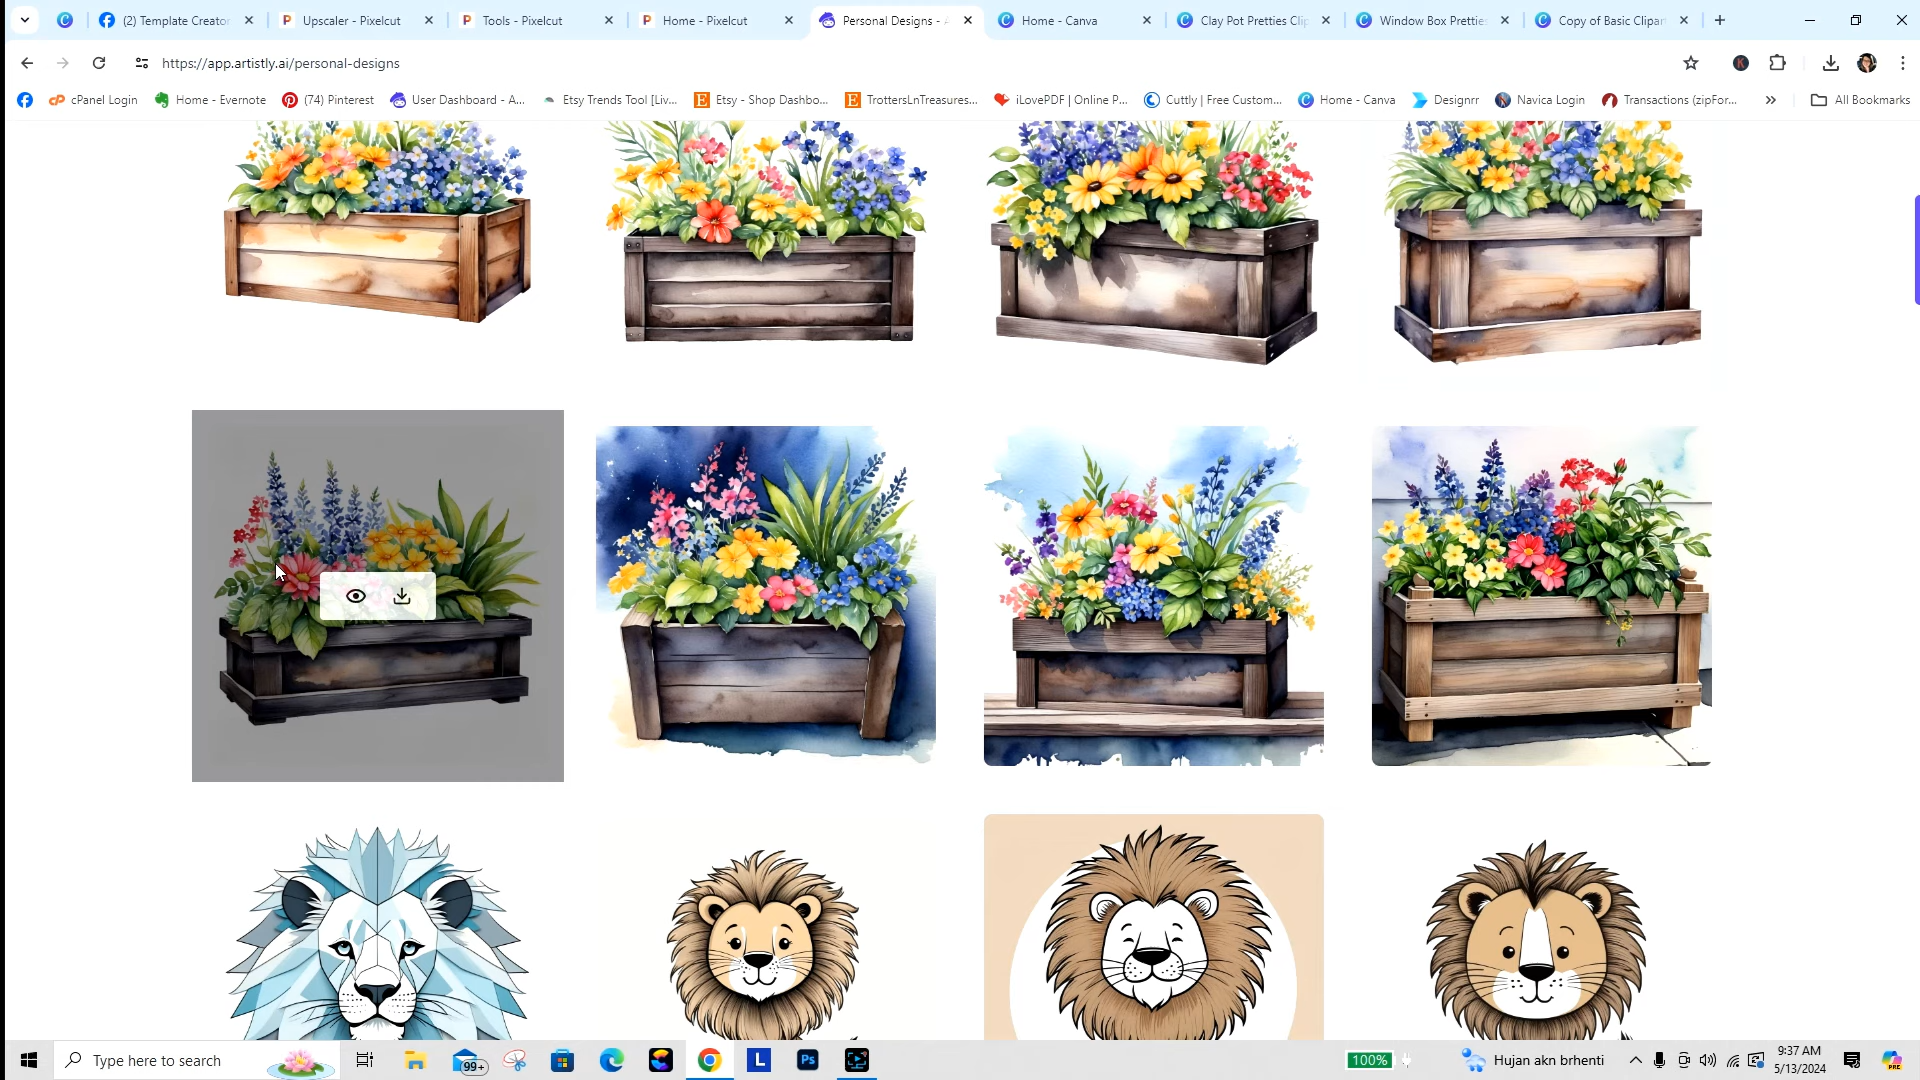 (2) Template Creator
Upscaler - Pixelcut
Tools - Pixelcut
Home - Pixelcut
Personal Designs - A
Home - Canva
Clay Pot Pretties Clip
Window Box Pretties
Copy of Basic Clipar
https://app.artistly.ai/personal-designs
cPanel Login
Home - Evernote
(74) Pinterest
User Dashboard - A...
Etsy Trends Tool [Liv...
Etsy - Shop Dashbo...
TrottersLnTreasures...
iLovePDF | Online P...
Cuttly | Free Custom...
Home - Canva
Designrr
Navica Login
Transactions (zipFor...
All Bookmarks
Type here to search
99+
L
Ps
100%
Hujan akn brhenti
9:37 AM
5/13/2024
PRE